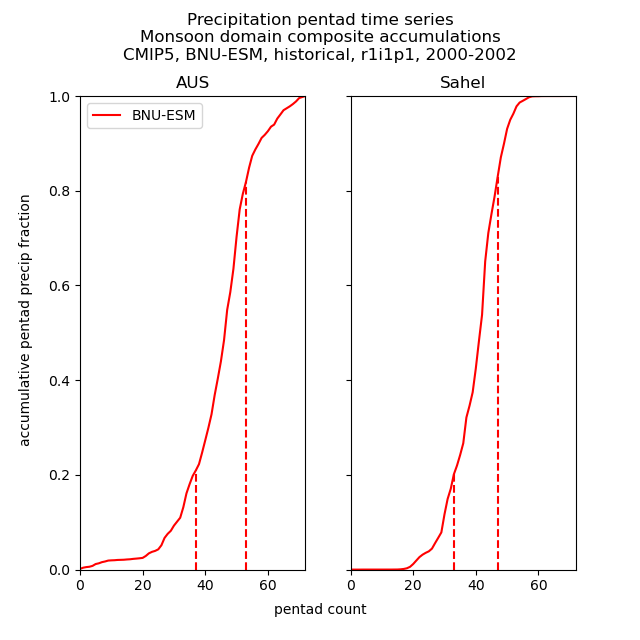 Precipitation pentad time series
Monsoon domain composite accumulations
CMIP5, BNU-ESM, historical, r1i1p1, 2000-2002
AUS
Sahel
BNU-ESM
accumulative pentad precip fraction
1.0
0.8
0.6
0.4
0.2
0.0
0 20 40 60
0 20 40 60
pentad count